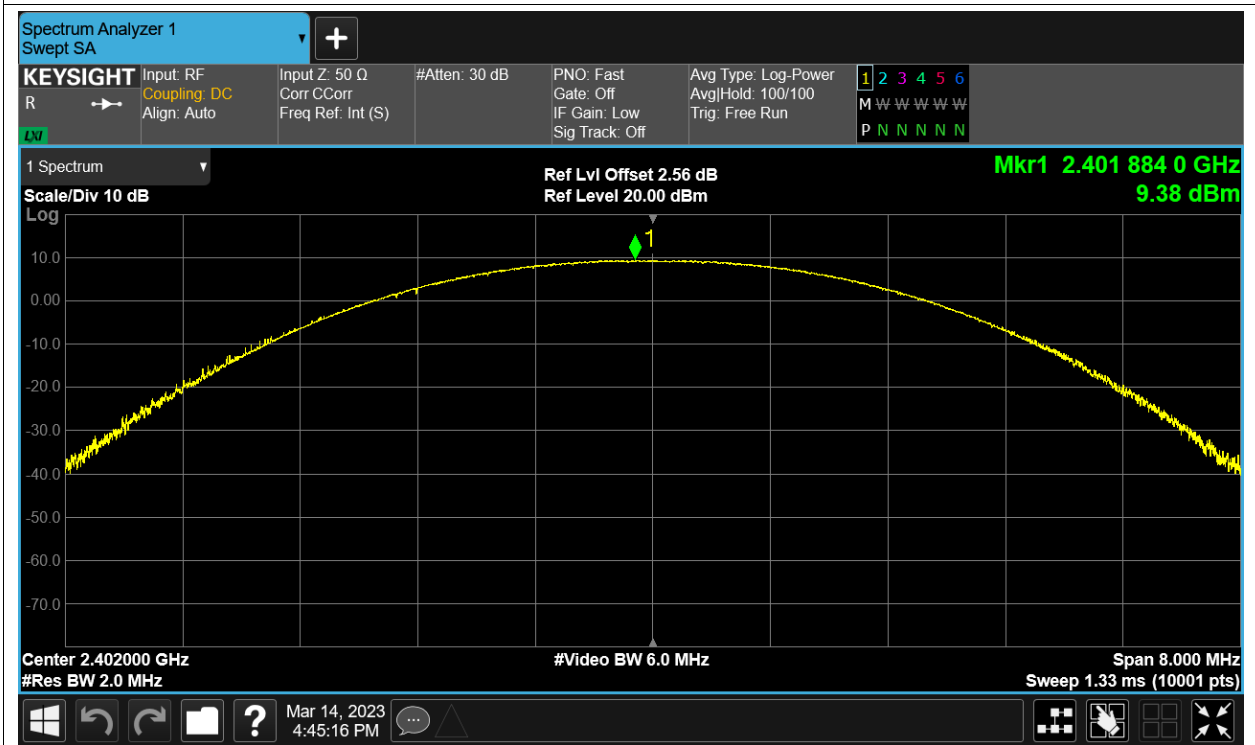 Spectrum Analyzer 1
Swept SA
KEYSIGHT
R
LXI
Input: RF
Coupling: DC
Align: Auto
Input Z: 50 Ω
Corr CCorr
Freq Ref: Int (S)
#Atten: 30 dB
PNO: Fast
Gate: Off
IF Gain: Low
Sig Track: Off
Avg Type: Log-Power
Avg|Hold: 100/100
Trig: Free Run
1 2 3 4 5 6
M W W W W W
P N N N N N
1 Spectrum
Scale/Div 10 dB
Log
Ref Lvl Offset 2.56 dB
Ref Level 20.00 dBm
Mkr1 2.401 884 0 GHz
9.38 dBm
1
10.0
0.00
-10.0
-20.0
-30.0
-40.0
-50.0
-60.0
-70.0
Center 2.402000 GHz
#Res BW 2.0 MHz
#Video BW 6.0 MHz
Span 8.000 MHz
Sweep 1.33 ms (10001 pts)
?
Mar 14, 2023
4:45:16 PM